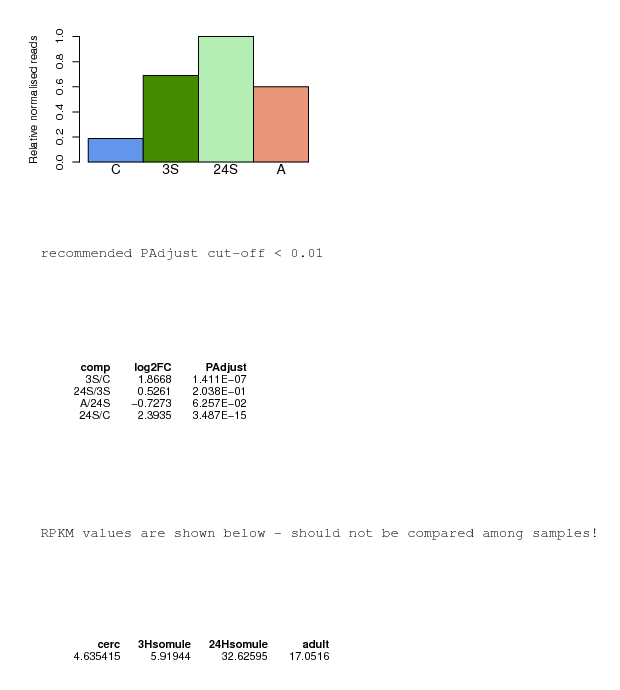 Relative normalised reads
1.0
0.8
0.6
0.4
0.2
0.0
C 3S 24S A
recommended PAdjust cut-off < 0.01
comp log2FC PAdjust
3S/C 1.8668 1.411E−07
24S/3S 0.5261 2.038E−01
A/24S −0.7273 6.257E−02
24S/C 2.3935 3.487E−15
RPKM values are shown below - should not be compared among samples!
cerc 3Hsomule 24Hsomule adult
4.635415 5.91944 32.62595 17.0516